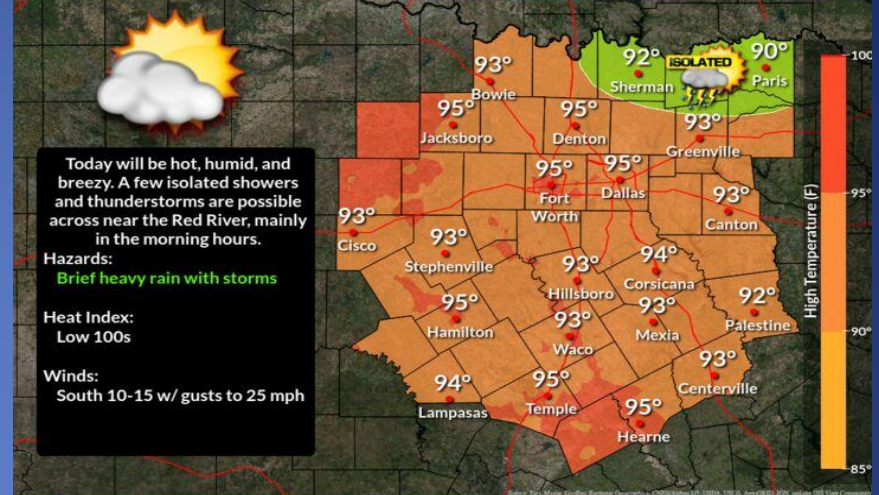 Today will be hot, humid, and
breezy. A few isolated showers
and thunderstorms are possible
across near the Red River, mainly
in the morning hours.
Hazards:
Brief heavy rain with storms
Heat Index:
Low 100s
Winds:
South 10-15 w/ gusts to 25 mph
92°
Sherman
ISOLATED
90°
Paris
93°
Bowie
95°
Jacksboro
95°
Denton
93°
Greenville
95°
Fort
Worth
95°
Dallas
93°
Canton
93°
Cisco
93°
Stephenville
93°
Hillsboro
94°
Corsicana
95°
Hamilton
93°
Waco
93°
Mexia
92°
Palestine
94°
Lampasas
95°
Temple
95°
Hearne
93°
Centerville
High Temperature (F)
100
95°
90°
85°